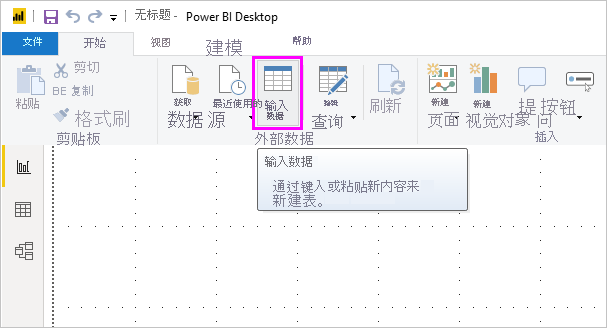 无标题 - Power BI Desktop
文件 开始 视图 建模 帮助
剪切
BE 复制
格式刷
粘贴
剪贴板
获取
数据
最近使用的
源
输入
数据
编辑
查询
外部数据
刷新
新建
页面
新建
视觉对象
提
问
按钮
插入
输入数据
通过键入或粘贴新内容来
新建表。